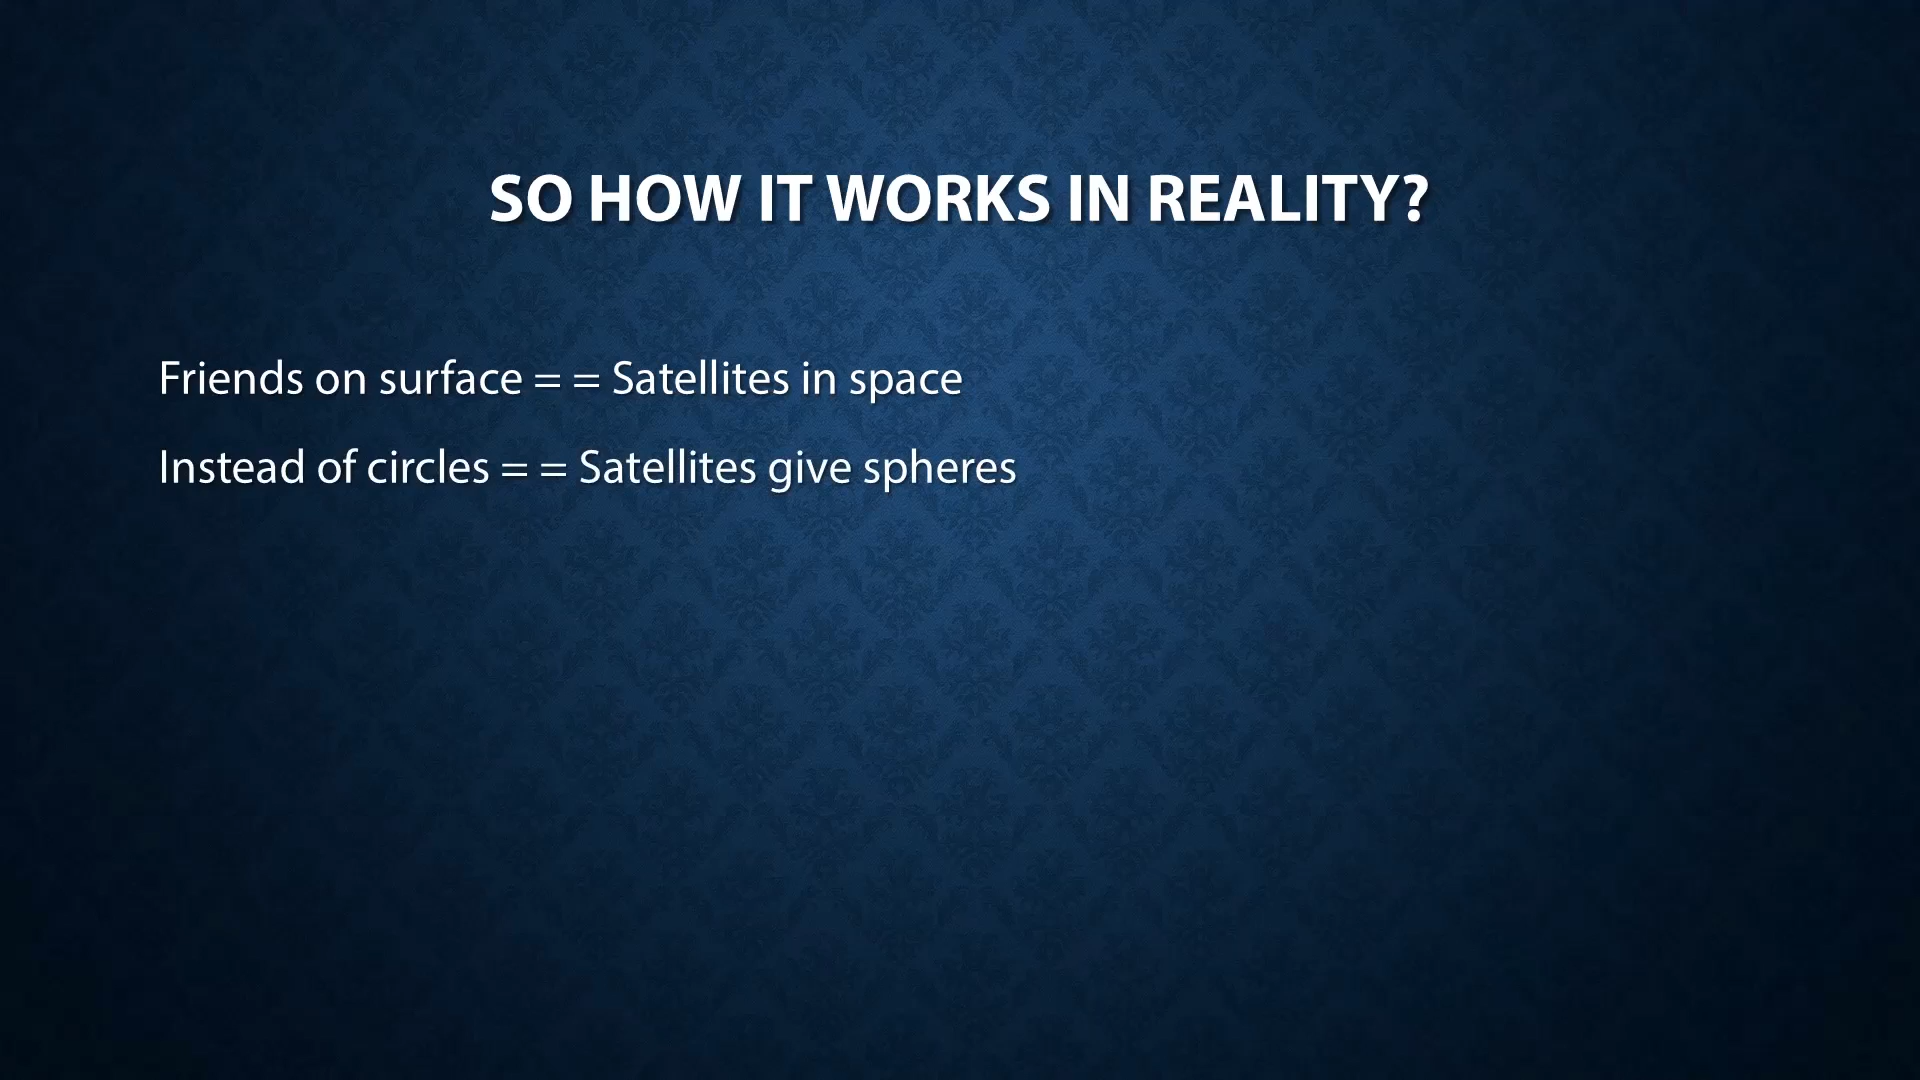 SO HOW IT WORKS IN REALITY?
Friends on surface = = Satellites in space
Instead of circles = = Satellites give spheres